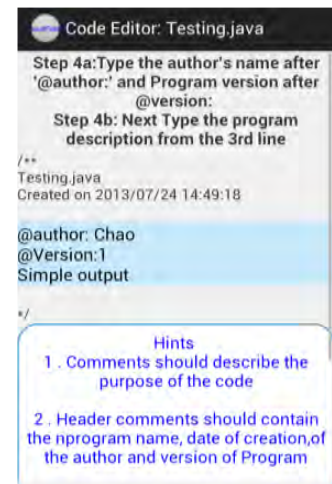 Code Editor: Testing.java
Step 4a:Type the author's name after
'@author:' and Program version after
@version:
Step 4b: Next Type the program
description from the 3rd line
/**
Testing.java
Created on 2013/07/24 14:49:18
@author: Chao
@Version:1
Simple output
*/
Hints
1 . Comments should describe the
purpose of the code
2 . Header comments should contain
the nprogram name, date of creation,of
the author and version of Program